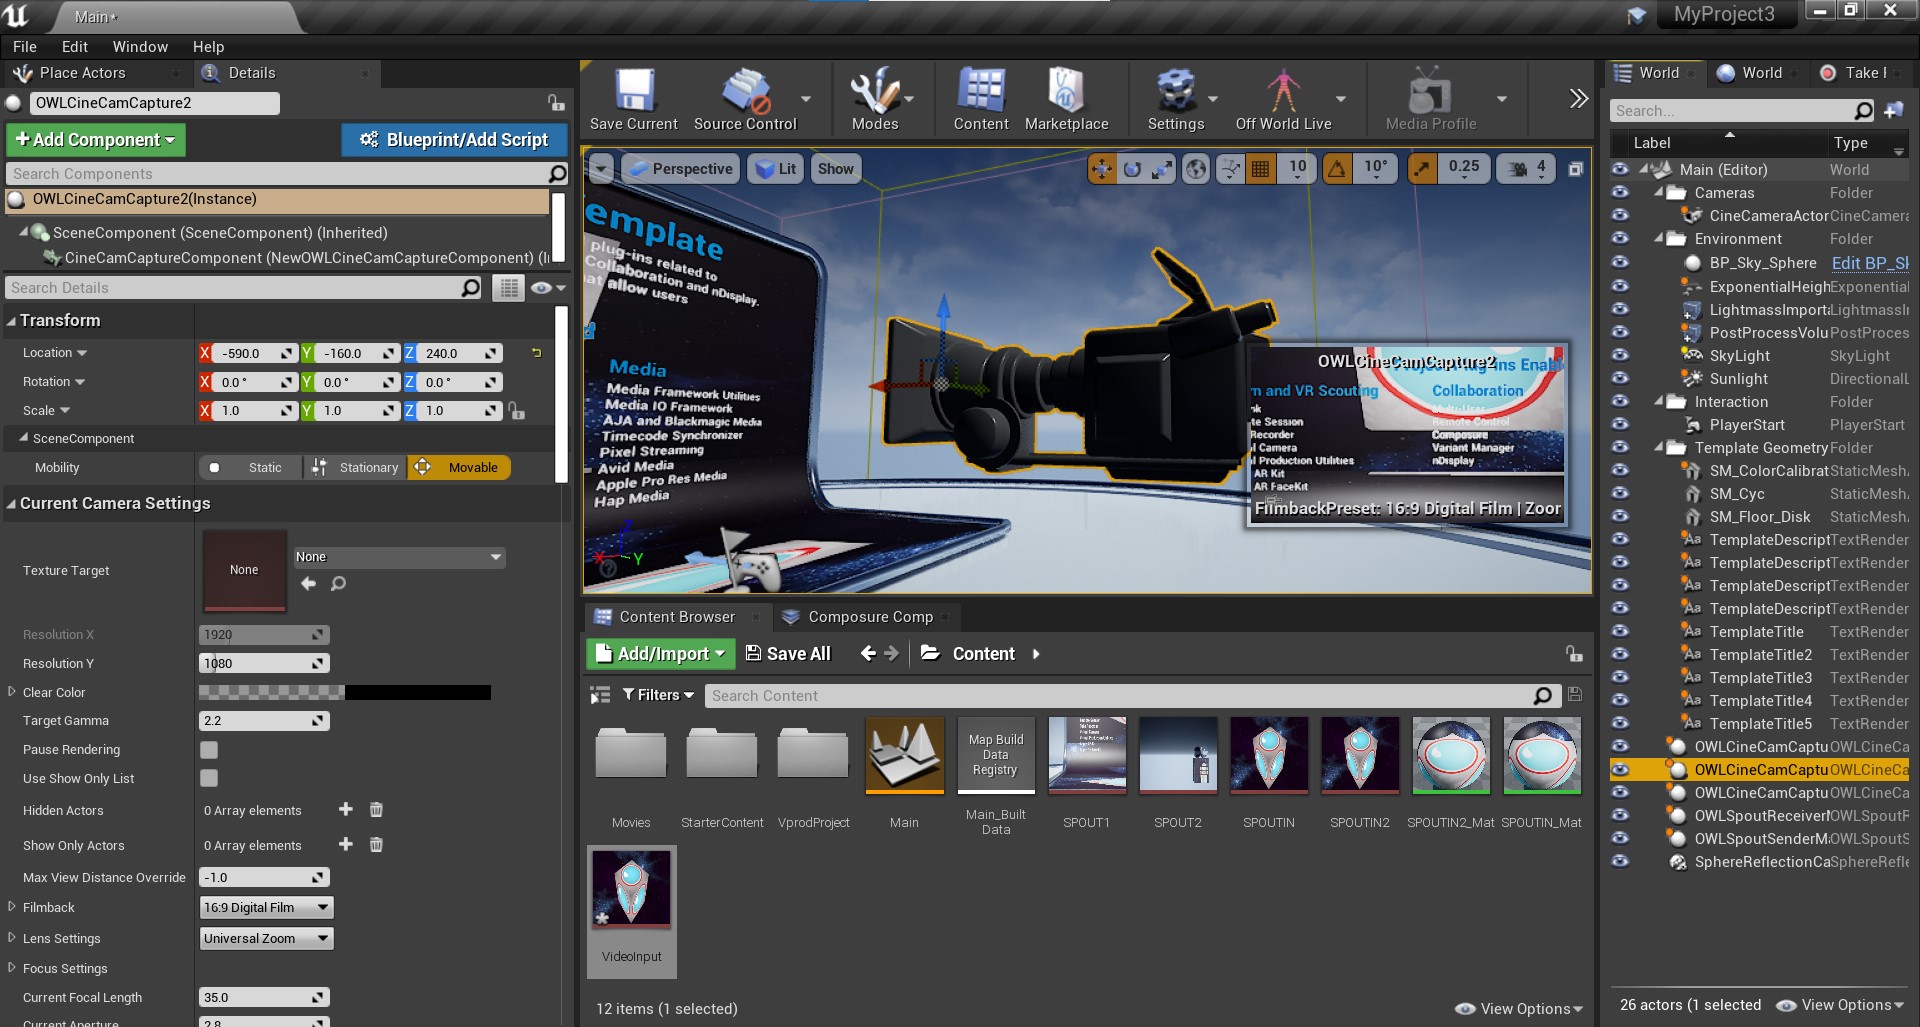 Main*
MyProject3
File Edit Window Help
Place Actors
Details
OWLCineCamCapture2
Add Component
Blueprint/Add Script
Search Components
OWLCineCamCapture2(Instance)
SceneComponent (SceneComponent) (Inherited)
CineCamCaptureComponent (NewOWLCineCamCaptureComponent) (I
Search Details
Transform
Location X -590.0 Y -160.0 Z 240.0
Rotation X 0.0 ° Y 0.0 ° Z 0.0 °
Scale X 1.0 Y 1.0 Z 1.0
SceneComponent
Mobility Static Stationary Movable
Current Camera Settings
Texture Target None None
Resolution X 1920
Resolution Y 1080
Clear Color
Target Gamma 2.2
Pause Rendering
Use Show Only List
Hidden Actors 0 Array elements
Show Only Actors 0 Array elements
Max View Distance Override -1.0
Filmback 16:9 Digital Film
Lens Settings Universal Zoom
Focus Settings
Current Focal Length 35.0
Current Aperture 2.8
Save Current
Source Control
Modes
Content
Marketplace
Settings
Off World Live
Media Profile
Perspective Lit Show 10 10° 0.25 4
emplate
plug-ins related to
Collaboration and nDisplay.
at allow users
Media
Media Framework Utilities
Media IO Framework
AJA and Blackmagic Media
Timecode Synchronizer
Pixel Streaming
Avid Media
Apple Pro Res Media
Hap Media
X Y Z
OWLCineCamCapture2
Plug-ins Enabl
m and VR Scouting
Collaboration
nk
te Session
Recorder
l Camera
l Production Utilities
AR Kit
AR FaceKit
Multi-User
Remote Control
Composure
Variant Manager
nDisplay
FilmbackPreset: 16:9 Digital Film | Zoor
Content Browser
Composure Comp
Add/Import Save All Content
Filters Search Content
Map Build
Data
Registry
Movies
StarterContent
VprodProject
Main
Main_Built
Data
SPOUT1
SPOUT2
SPOUTIN
SPOUTIN2
SPOUTIN2_Mat
SPOUTIN_Mat
VideoInput
12 items (1 selected)
View Options
World
World
Take I
Search...
Label Type
Main (Editor) World
Cameras Folder
CineCameraActor CineCamera
Environment Folder
BP_Sky_Sphere Edit BP_Sk
ExponentialHeigh Exponential
LightmassImporta LightmassIn
PostProcessVolu PostProces
SkyLight SkyLight
Sunlight DirectionalL
Interaction Folder
PlayerStart PlayerStart
Template Geometry Folder
SM_ColorCalibrat StaticMesh
SM_Cyc StaticMesh
SM_Floor_Disk StaticMesh
TemplateDescript TextRender
TemplateDescript TextRender
TemplateDescript TextRender
TemplateDescript TextRender
TemplateTitle TextRender
TemplateTitle2 TextRender
TemplateTitle3 TextRender
TemplateTitle4 TextRender
TemplateTitle5 TextRender
OWLCineCamCaptu OWLCineCa
OWLCineCamCaptu OWLCineCa
OWLCineCamCaptu OWLCineCa
OWLSpoutReceiver OWLSpoutR
OWLSpoutSenderM OWLSpoutS
SphereReflectionCa SphereRefle
26 actors (1 selected
View Options